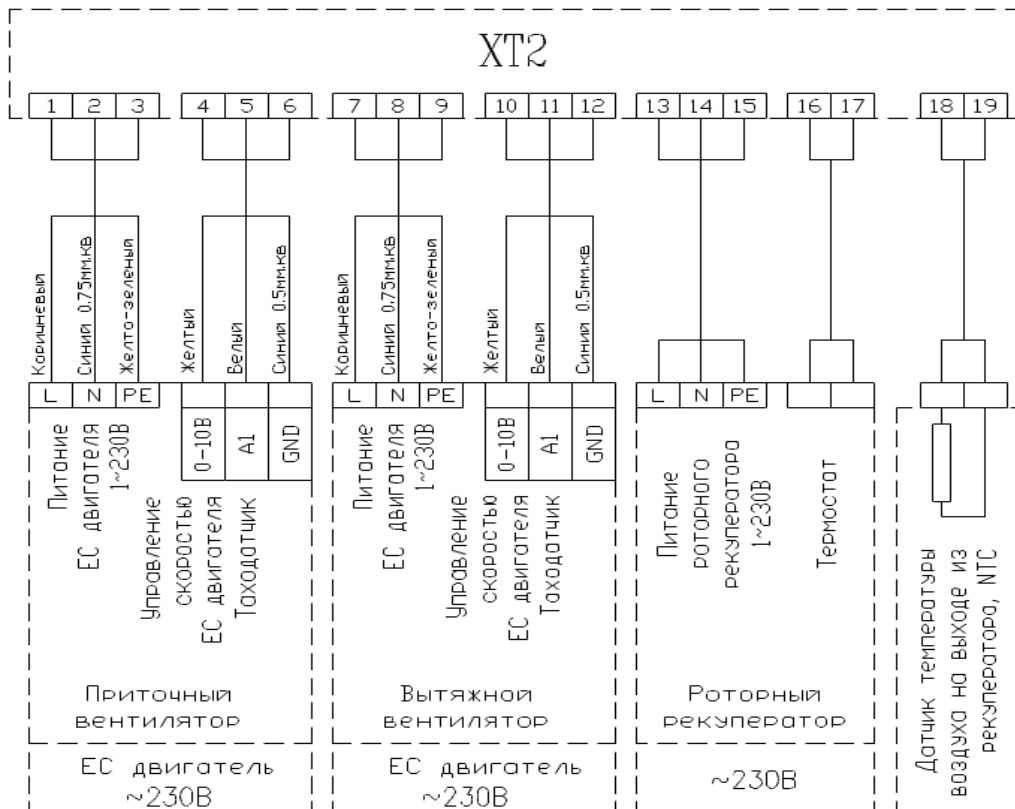 XT2
1 2 3 4 5 6 7 8 9 10 11 12 13 14 15 16 17 18 19
Коричневый
Синий 0.75мм.кв
Желто-зеленый
Желтый
Белый
Синий 0.5мм.кв
Коричневый
Синий 0.75мм.кв
Желто-зеленый
Желтый
Белый
Синий 0.5мм.кв
L N PE
L N PE
L N PE
0-10В
A1
GND
0-10В
A1
GND
Питание
ЕС двигателя
1~230В
Управление
скоростью
ЕС двигателя
Таходатчик
Питание
ЕС двигателя
1~230В
Управление
скоростью
ЕС двигателя
Таходатчик
Питание
роторного
рекуператора
1~230В
Термостат
Датчик температуры
воздуха на выходе из
рекуператора, NTC
Приточный
вентилятор
Вытяжной
вентилятор
Роторный
рекуператор
ЕС двигатель
~230В
ЕС двигатель
~230В
~230В